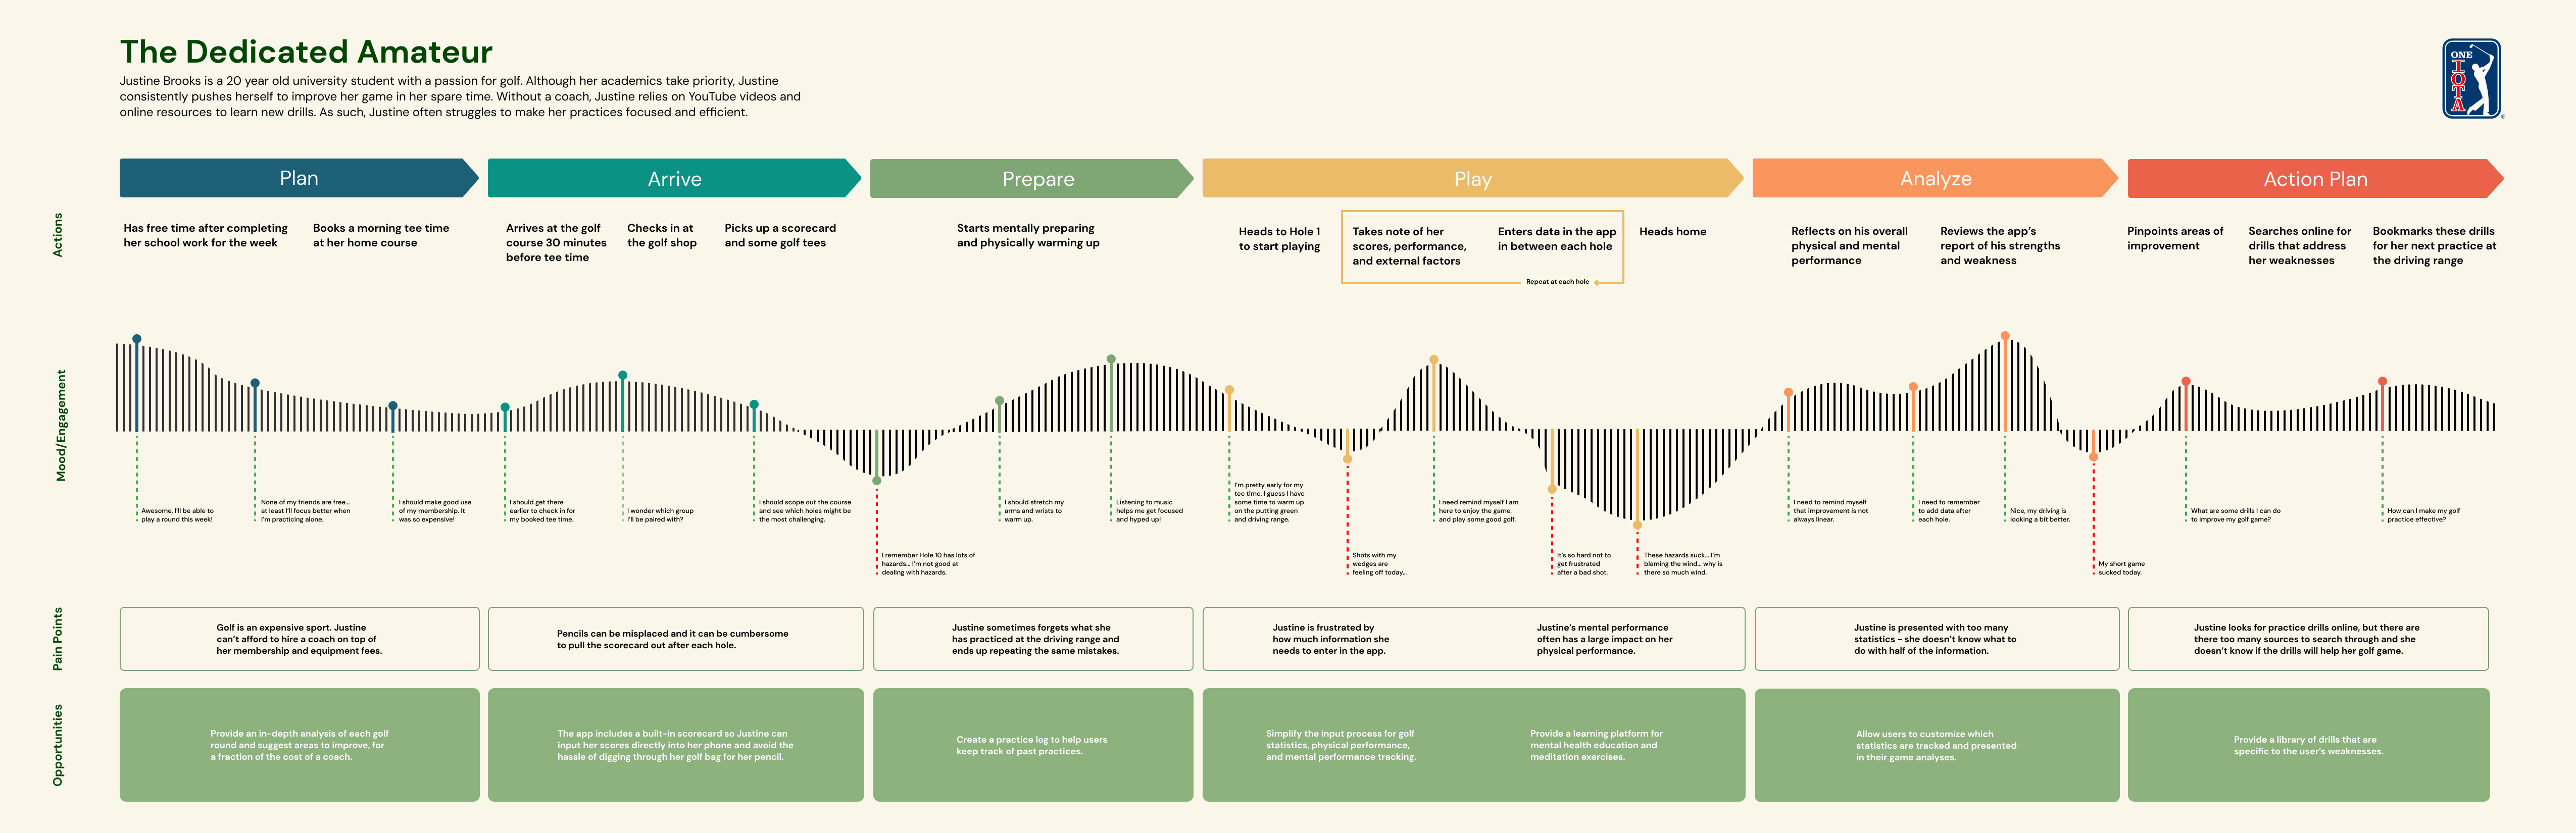 The Dedicated Amateur
Justine Brooks is a 20 year old university student with a passion for golf. Although her academics take priority, Justine
consistently pushes herself to improve her game in her spare time. Without a coach, Justine relies on YouTube videos and
online resources to learn new drills. As such, Justine often struggles to make her practices focused and efficient.
ONE
IOTA
®
Plan
Arrive
Prepare
Play
Analyze
Action Plan
Actions
Has free time after completing
her school work for the week
Books a morning tee time
at her home course
Arrives at the golf
course 30 minutes
before tee time
Checks in at
the golf shop
Picks up a scorecard
and some golf tees
Starts mentally preparing
and physically warming up
Heads to Hole 1
to start playing
Takes note of her
scores, performance,
and external factors
Enters data in the app
in between each hole
Repeat at each hole
Heads home
Reflects on his overall
physical and mental
performance
Reviews the app's
report of his strengths
and weakness
Pinpoints areas of
improvement
Searches online for
drills that address
her weaknesses
Bookmarks these drills
for her next practice at
the driving range
Mood/Engagement
Awesome, I'll be able to
play a round this week!
None of my friends are free...
at least I'll focus better when
I'm practicing alone.
I should make good use
of my membership. It
was so expensive!
I should get there
earlier to check in for
my booked tee time.
I wonder which group
I'll be paired with?
I should scope out the course
and see which holes might be
the most challenging.
I remember Hole 10 has lots of
hazards... I'm not good at
dealing with hazards.
I should stretch my
arms and wrists to
warm up.
Listening to music
helps me get focused
and hyped up!
I'm pretty early for my
tee time. I guess I have
some time to warm up
on the putting green
and driving range.
Shots with my
wedges are
feeling off today...
I need remind myself I am
here to enjoy the game,
and play some good golf.
It's so hard not to
get frustrated
after a bad shot.
These hazards suck... I'm
blaming the wind... why is
there so much wind.
I need to remind myself
that improvement is not
always linear.
I need to remember
to add data after
each hole.
Nice, my driving is
looking a bit better.
My short game
sucked today.
What are some drills I can do
to improve my golf game?
How can I make my golf
practice effective?
Pain Points
Golf is an expensive sport. Justine
can't afford to hire a coach on top of
her membership and equipment fees.
Pencils can be misplaced and it can be cumbersome
to pull the scorecard out after each hole.
Justine sometimes forgets what she
has practiced at the driving range and
ends up repeating the same mistakes.
Justine is frustrated by
how much information she
needs to enter in the app.
Justine's mental performance
often has a large impact on her
physical performance.
Justine is presented with too many
statistics - she doesn't know what to
do with half of the information.
Justine looks for practice drills online, but there are
there too many sources to search through and she
doesn't know if the drills will help her golf game.
Opportunities
Provide an in-depth analysis of each golf
round and suggest areas to improve, for
a fraction of the cost of a coach.
The app includes a built-in scorecard so Justine can
input her scores directly into her phone and avoid the
hassle of digging through her golf bag for her pencil.
Create a practice log to help users
keep track of past practices.
Simplify the input process for golf
statistics, physical performance,
and mental performance tracking.
Provide a learning platform for
mental health education and
meditation exercises.
Allow users to customize which
statistics are tracked and presented
in their game analyses.
Provide a library of drills that are
specific to the user's weaknesses.